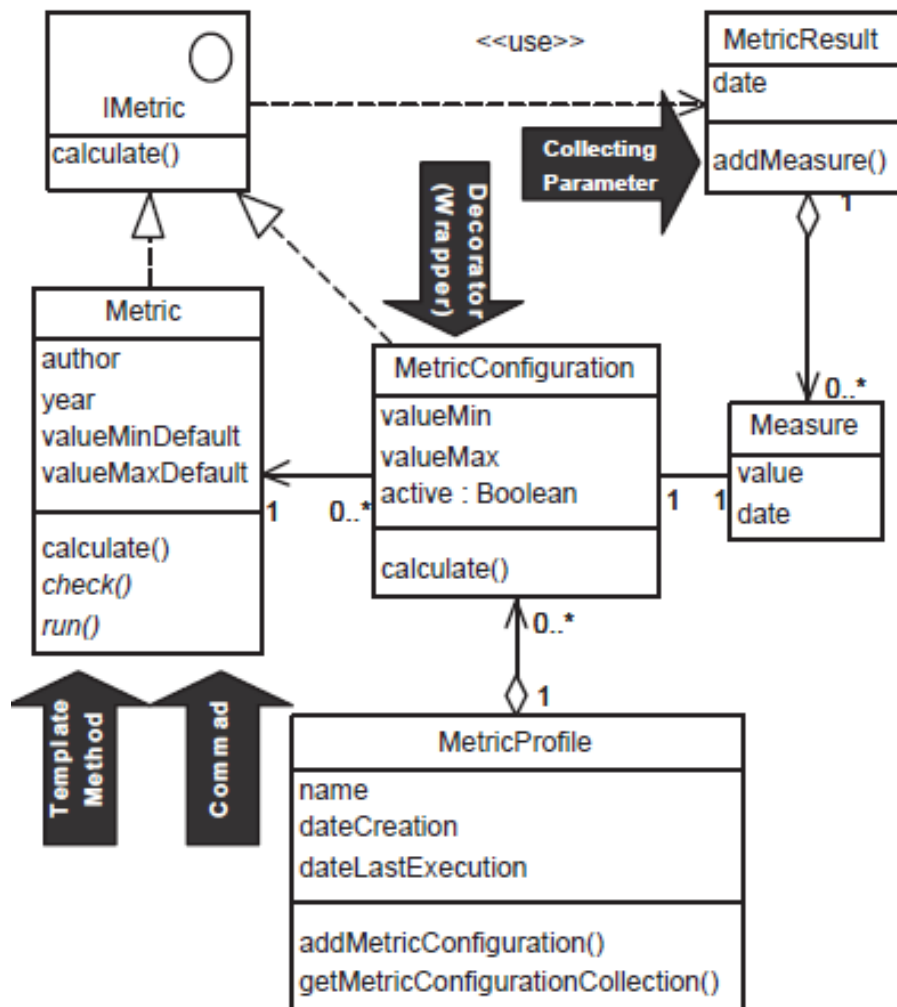 <<use>>
IMetric
calculate()
MetricResult
date
addMeasure()
Collecting
Parameter
Decorator
(Wrapper)
1
0..*
Metric
author
year
valueMinDefault
valueMaxDefault
calculate()
check()
run()
1
0..*
MetricConfiguration
valueMin
valueMax
active : Boolean
calculate()
1
1
Measure
value
date
0..*
1
Template
Method
Commad
MetricProfile
name
dateCreation
dateLastExecution
addMetricConfiguration()
getMetricConfigurationCollection()